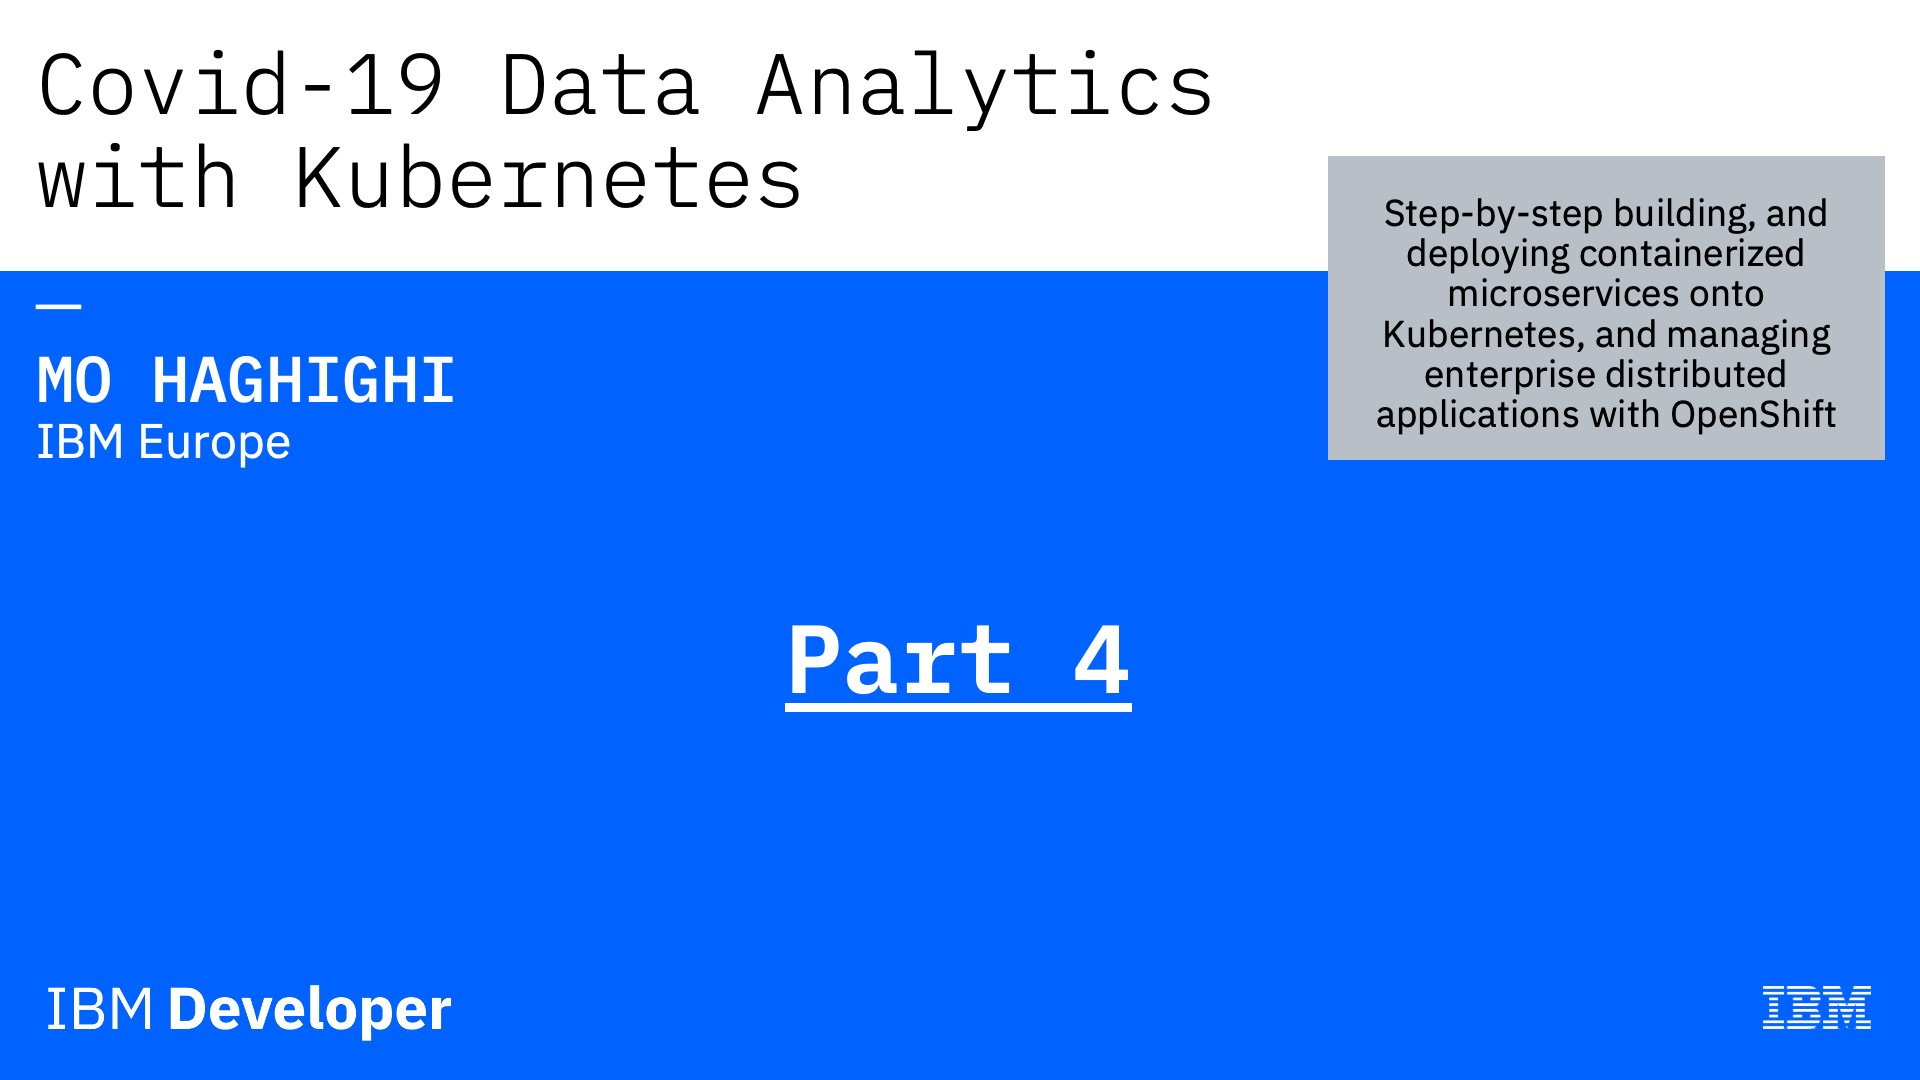 Covid-19 Data Analytics
with Kubernetes
Step-by-step building, and
deploying containerized
microservices onto
Kubernetes, and managing
enterprise distributed
applications with OpenShift
MO HAGHIGHI
IBM Europe
Part 4
IBM Developer
IBM